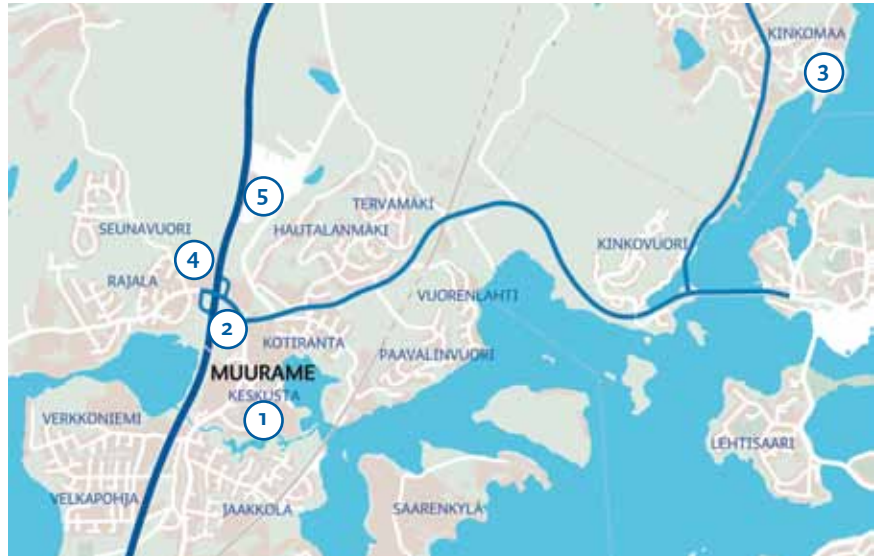 KINKOMAA
3
5
TERVAMÄKI
SEUNAVUORI
HAUTALANMÄKI
KINKOVUORI
4
RAJALA
VUORENLAHTI
2
KOTIRANTA
PAAVALINVUORI
MUURAME
KESKUSTA
1
VERKKONIEMI
LEHTISAARI
VELKAPOHJA
JAAKKOLA
SAARENKYLÄ